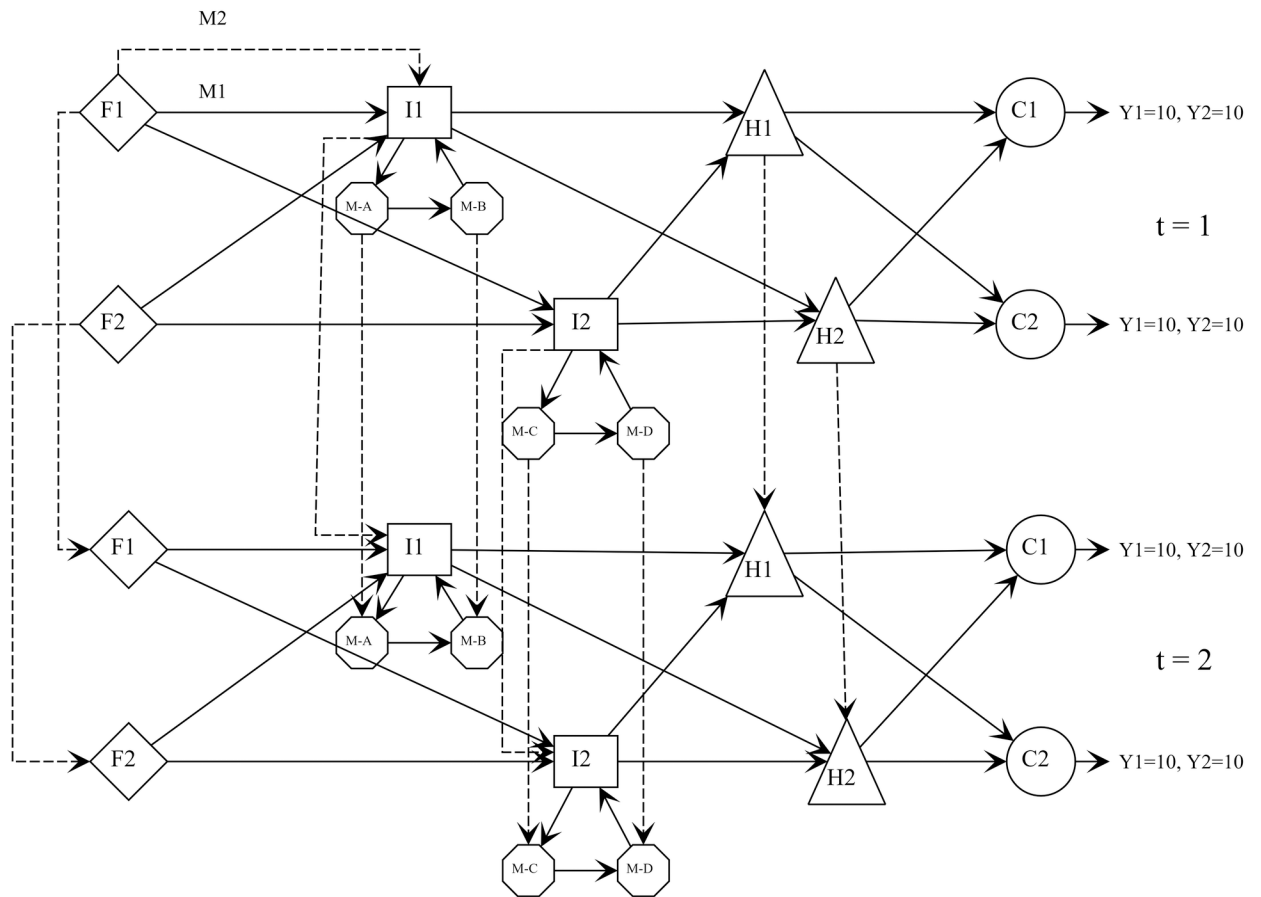 M2
F1
M1
I1
H1
C1
Y1=10, Y2=10
M-A
M-B
t = 1
F2
I2
H2
C2
Y1=10, Y2=10
M-C
M-D
F1
I1
H1
C1
Y1=10, Y2=10
M-A
M-B
t = 2
F2
I2
H2
C2
Y1=10, Y2=10
M-C
M-D